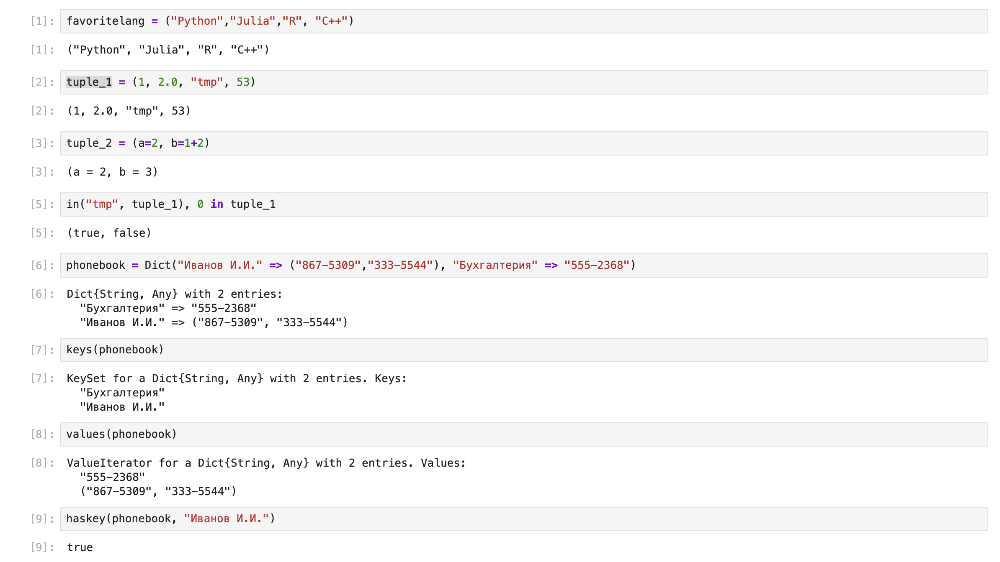 [1]: favoritelang = ("Python","Julia","R", "C++")
[1]: ("Python", "Julia", "R", "C++")
[2]: tuple_1 = (1, 2.0, "tmp", 53)
[2]: (1, 2.0, "tmp", 53)
[3]: tuple_2 = (a=2, b=1+2)
[3]: (a = 2, b = 3)
[5]: in("tmp", tuple_1), 0 in tuple_1
[5]: (true, false)
[6]: phonebook = Dict("Иванов И.И." => ("867-5309","333-5544"), "Бухгалтерия" => "555-2368")
[6]: Dict{String, Any} with 2 entries:
"Бухгалтерия" => "555-2368"
"Иванов И.И." => ("867-5309", "333-5544")
[7]: keys(phonebook)
[7]: KeySet for a Dict{String, Any} with 2 entries. Keys:
"Бухгалтерия"
"Иванов И.И."
[8]: values(phonebook)
[8]: ValueIterator for a Dict{String, Any} with 2 entries. Values:
"555-2368"
("867-5309", "333-5544")
[9]: haskey(phonebook, "Иванов И.И.")
[9]: true